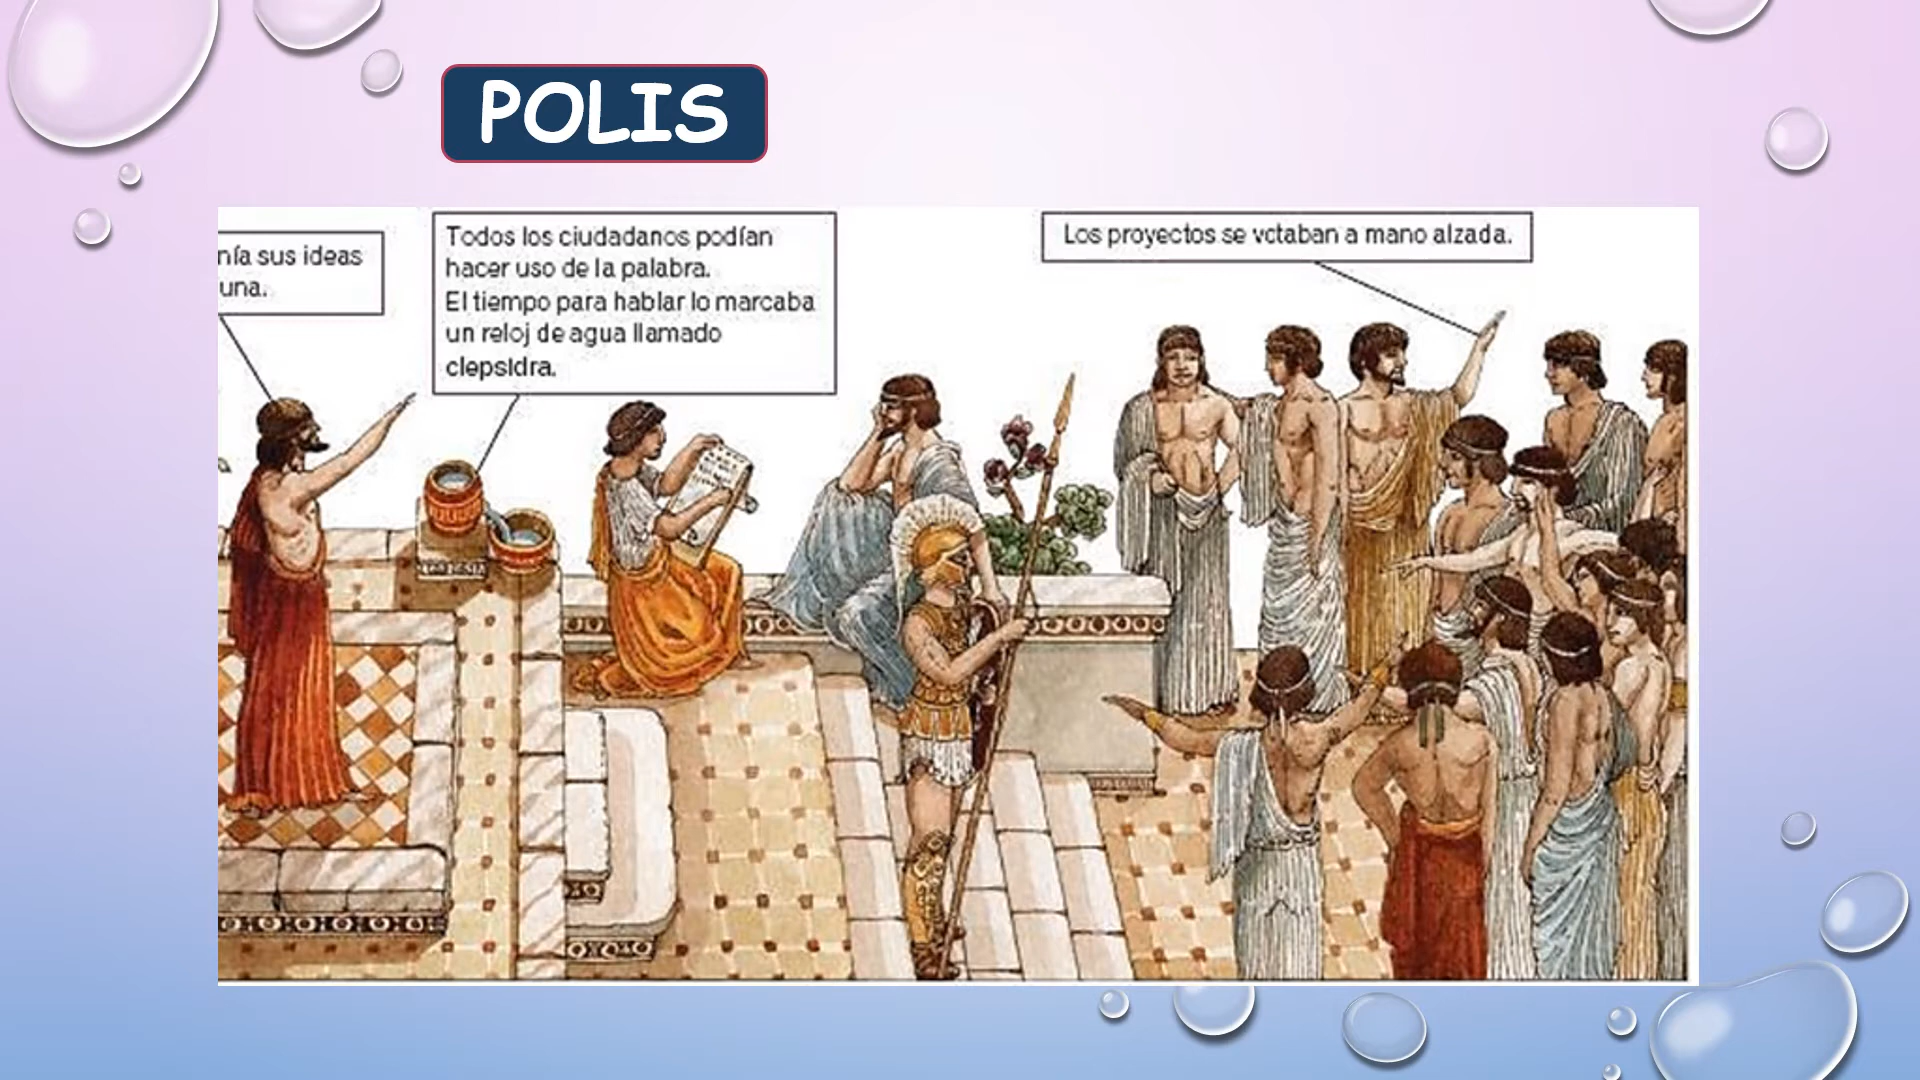 POLIS
nía sus ideas
una.
Todos los ciudadanos podían
hacer uso de la palabra.
El tiempo para hablar lo marcaba
un reloj de agua llamado
clepsidra.
Los proyectos se votaban a mano alzada.